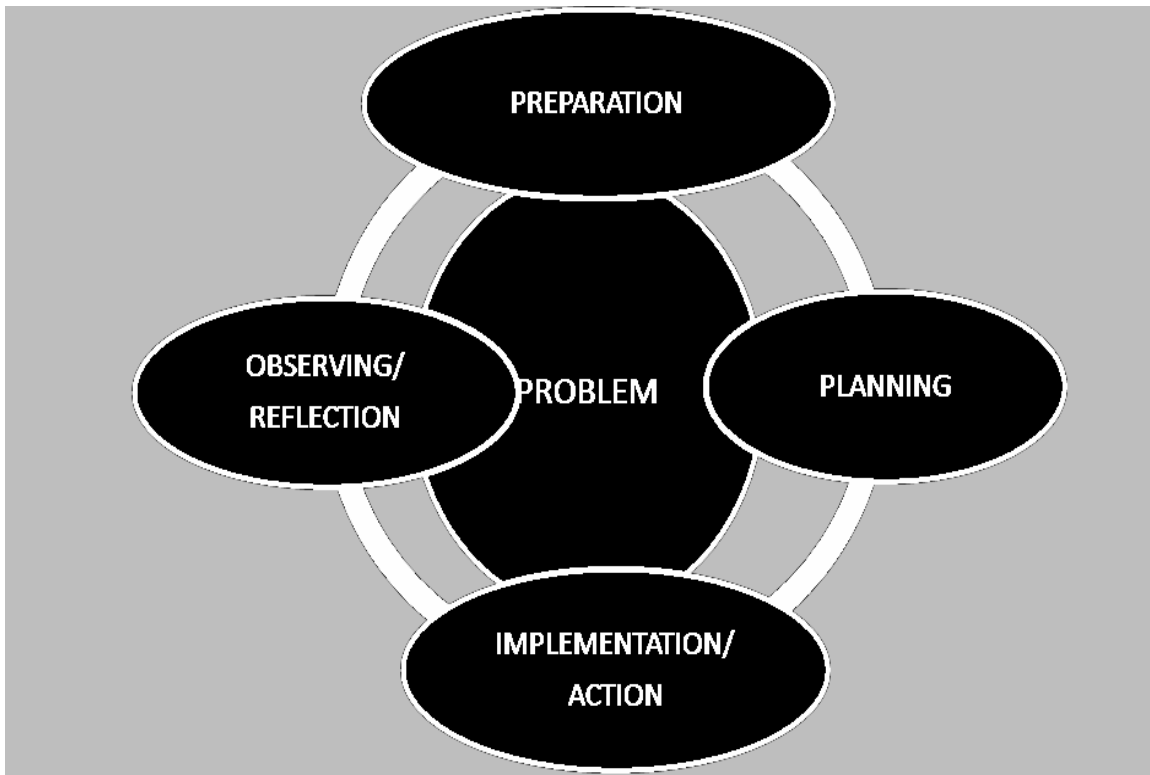 PREPARATION
OBSERVING/
REFLECTION
PROBLEM
PLANNING
IMPLEMENTATION/
ACTION